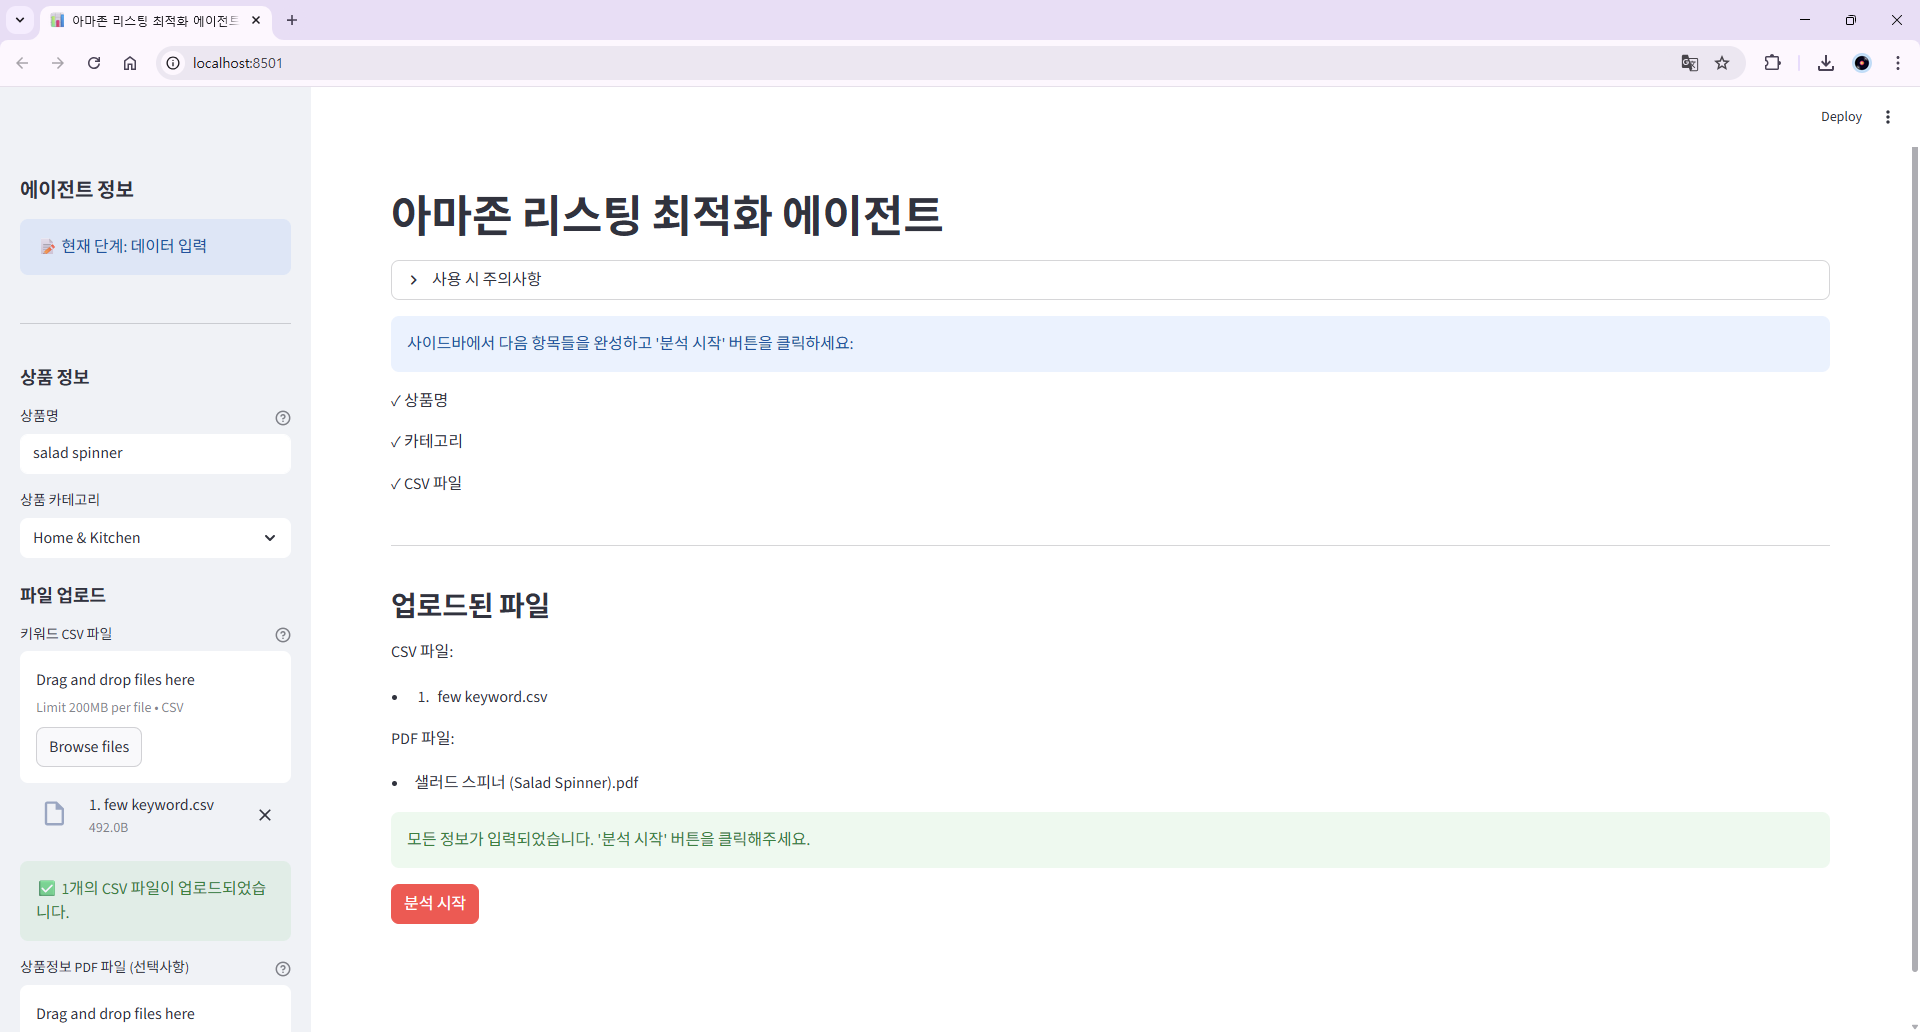 아마존 리스팅 최적화 에이전트
localhost:8501
Deploy
에이전트 정보
현재 단계: 데이터 입력
상품 정보
상품명
salad spinner
상품 카테고리
Home & Kitchen
파일 업로드
키워드 CSV 파일
Drag and drop files here
Limit 200MB per file • CSV
Browse files
1. few keyword.csv
492.0B
✅ 1개의 CSV 파일이 업로드되었습
니다.
상품정보 PDF 파일 (선택사항)
Drag and drop files here
아마존 리스팅 최적화 에이전트
사용 시 주의사항
사이드바에서 다음 항목들을 완성하고 '분석 시작' 버튼을 클릭하세요:
✓ 상품명
✓ 카테고리
✓ CSV 파일
업로드된 파일
CSV 파일:
• 1. few keyword.csv
PDF 파일:
• 샐러드 스피너 (Salad Spinner).pdf
모든 정보가 입력되었습니다. '분석 시작' 버튼을 클릭해주세요.
분석 시작